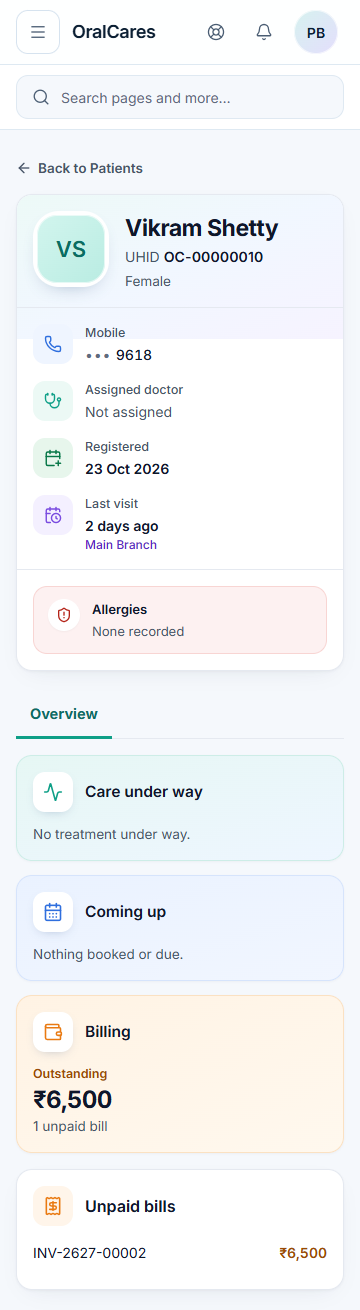 OralCares
PB
Search pages and more...
Back to Patients
VS
Vikram Shetty
UHID OC-00000010
Female
Mobile
••• 9618
Assigned doctor
Not assigned
Registered
23 Oct 2026
Last visit
2 days ago
Main Branch
Allergies
None recorded
Overview
Care under way
No treatment under way.
Coming up
Nothing booked or due.
Billing
Outstanding
₹6,500
1 unpaid bill
Unpaid bills
INV-2627-00002 ₹6,500